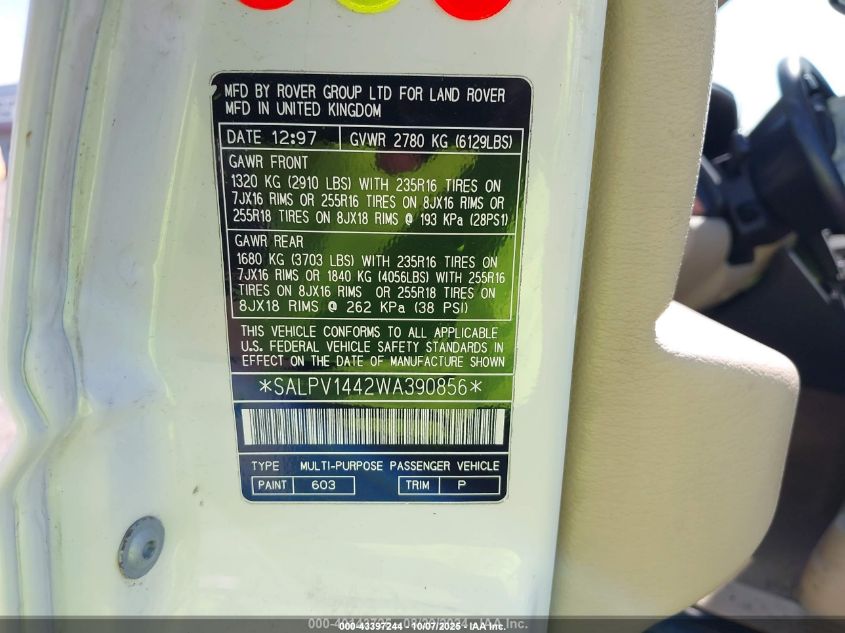 MFD BY ROVER GROUP LTD FOR LAND ROVER
MFD IN UNITED KINGDOM
DATE 12:97 GVWR 2780 KG (6129LBS)
GAWR FRONT
1320 KG (2910 LBS) WITH 235R16 TIRES ON
7JX16 RIMS OR 255R16 TIRES ON 8JX16 RIMS OR
255R18 TIRES ON 8JX18 RIMS @ 193 KPa (28PSI)
GAWR REAR
1680 KG (3703 LBS) WITH 235R16 TIRES ON
7JX16 RIMS OR 1840 KG (4056LBS) WITH 255R16
TIRES ON 8JX16 RIMS OR 255R18 TIRES ON
8JX18 RIMS @ 262 KPa (38 PSI)
THIS VEHICLE CONFORMS TO ALL APPLICABLE
U.S. FEDERAL VEHICLE SAFETY STANDARDS IN
EFFECT ON THE DATE OF MANUFACTURE SHOWN
*SALPV1442WA390856*
TYPE MULTI-PURPOSE PASSENGER VEHICLE
PAINT 603 TRIM P
000-43397244 - 10/07/2025 - IAA Inc.